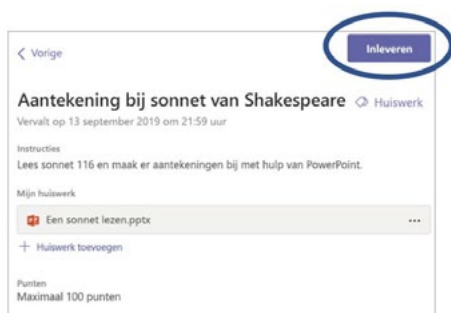 Vorige
Inleveren
Aantekening bij sonnet van Shakespeare Huiswerk
Vervalt op 13 september 2019 om 21:59 uur
Instructies
Lees sonnet 116 en maak er aantekeningen bij met hulp van PowerPoint.
Mijn huiswerk
Een sonnet lezen.pptx ...
+ Huiswerk toevoegen
Punten
Maximaal 100 punten